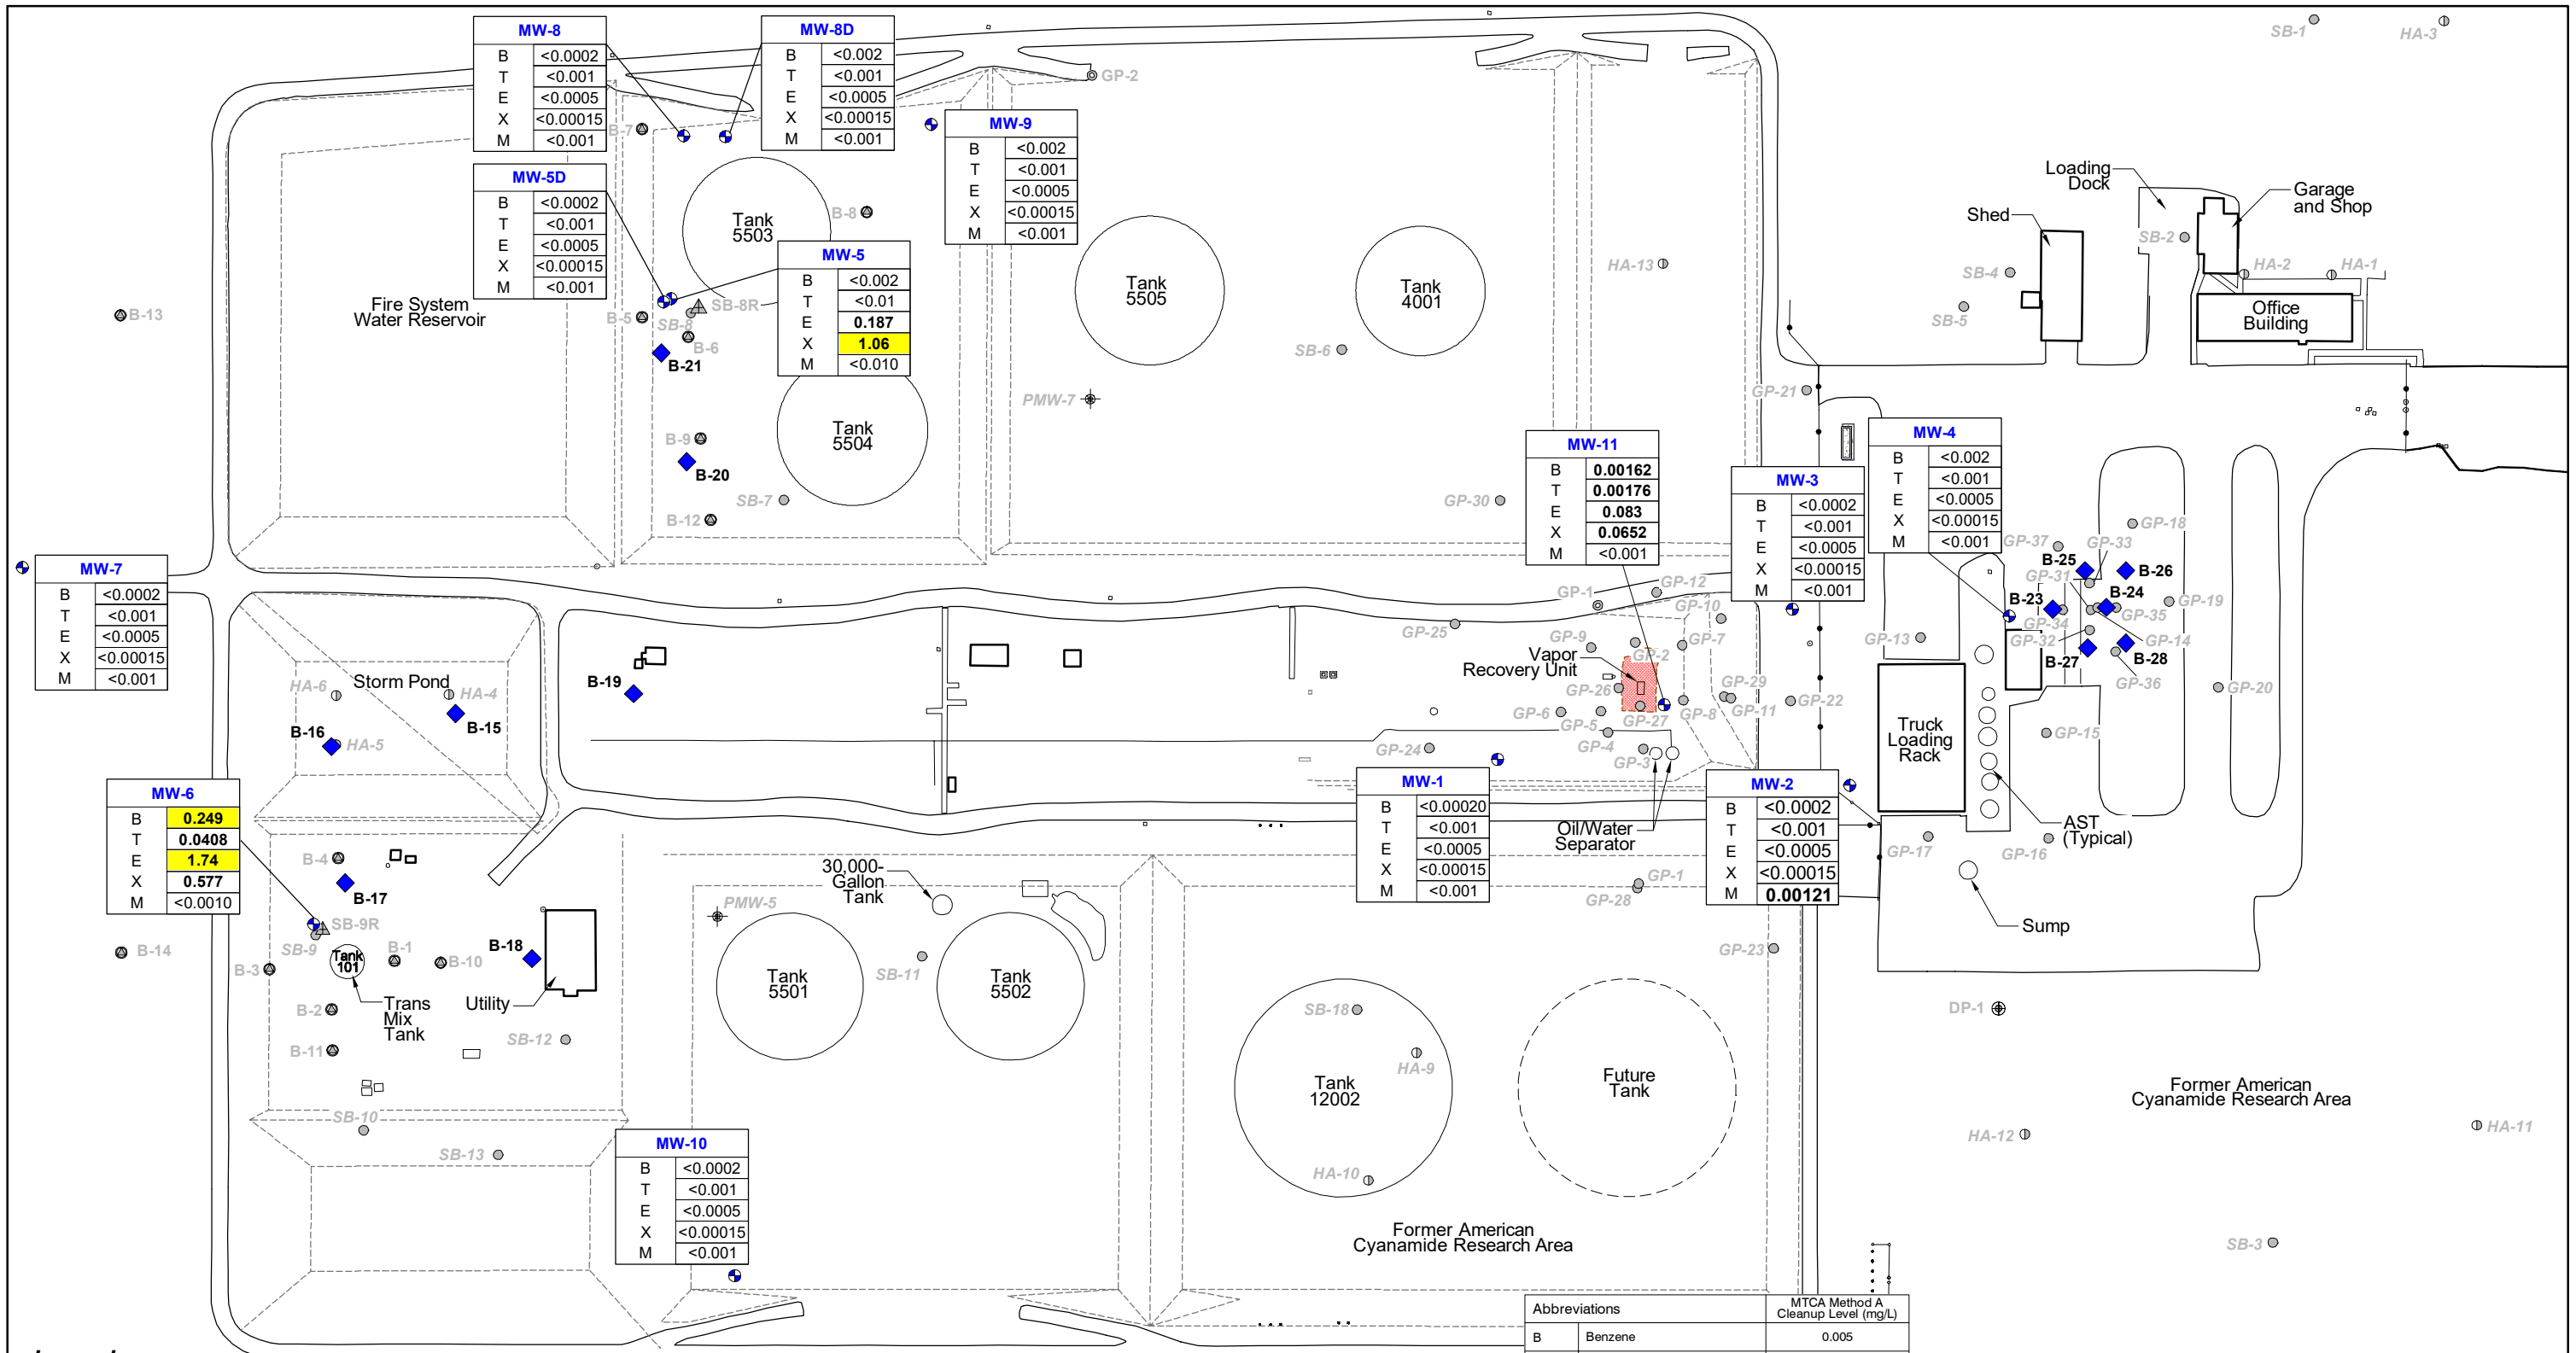 MW-8
B <0.0002
T <0.001
E <0.0005
X <0.00015
M <0.001
MW-8D
B <0.002
T <0.001
E <0.0005
X <0.00015
M <0.001
GP-2
SB-1
HA-3
MW-9
B <0.002
T <0.001
E <0.0005
X <0.00015
M <0.001
B-7
MW-5D
B <0.0002
T <0.001
E <0.0005
X <0.00015
M <0.001
Tank
5503
B-8
MW-5
B <0.002
T <0.01
E 0.187
X 1.06
M <0.010
Loading
Dock
Garage
and Shop
Shed
SB-2
SB-4
HA-2
HA-1
SB-5
Office
Building
HA-13
Tank
5505
Tank
4001
Fire System
Water Reservoir
B-13
B-5
SB-8
SB-8R
B-6
B-21
SB-6
PMW-7
GP-21
Tank
5504
B-9
B-20
SB-7
B-12
GP-30
MW-11
B 0.00162
T 0.00176
E 0.083
X 0.0652
M <0.001
MW-3
B <0.0002
T <0.001
E <0.0005
X <0.00015
M <0.001
MW-4
B <0.002
T <0.001
E <0.0005
X <0.00015
M <0.001
GP-18
GP-37
GP-33
B-25
B-26
GP-31
B-24
B-23
GP-19
GP-35
GP-34
GP-32
GP-14
B-27
B-28
GP-36
GP-20
GP-13
GP-15
MW-7
B <0.0002
T <0.001
E <0.0005
X <0.00015
M <0.001
GP-1
GP-12
GP-10
GP-25
GP-9
GP-2
GP-7
Vapor
Recovery Unit
GP-26
GP-29
GP-6
GP-5
GP-27
GP-8
GP-11
GP-22
GP-4
GP-24
GP-3
B-19
Storm Pond
HA-6
HA-4
B-15
B-16
HA-5
Truck
Loading
Rack
AST
(Typical)
GP-17
GP-16
Sump
MW-6
B 0.249
T 0.0408
E 1.74
X 0.577
M <0.0010
MW-1
B <0.00020
T <0.001
E <0.0005
X <0.00015
M <0.001
Oil/Water
Separator
MW-2
B <0.0002
T <0.001
E <0.0005
X <0.00015
M 0.00121
B-4
B-17
30,000-
Gallon
Tank
GP-1
GP-28
PMW-5
SB-9R
SB-9
B-14
B-3
Tank
101
B-1
B-10
B-18
SB-11
GP-23
Tank
5501
Tank
5502
B-2
Trans
Mix
Tank
Utility
SB-12
B-11
SB-18
HA-9
Tank
12002
Future
Tank
DP-1
Former American
Cyanamide Research Area
HA-12
HA-11
SB-10
SB-13
MW-10
B <0.0002
T <0.001
E <0.0005
X <0.00015
M <0.001
HA-10
Former American
Cyanamide Research Area
SB-3
Abbreviations MTCA Method A
Cleanup Level (mg/L)
B Benzene 0.005